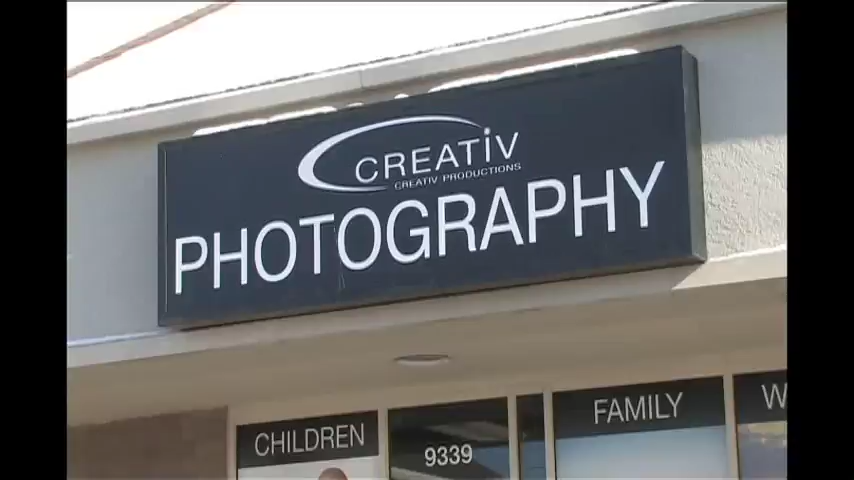 CREATiV
CREATIV PRODUCTIONS
PHOTOGRAPHY
CHILDREN
9339
FAMILY
W